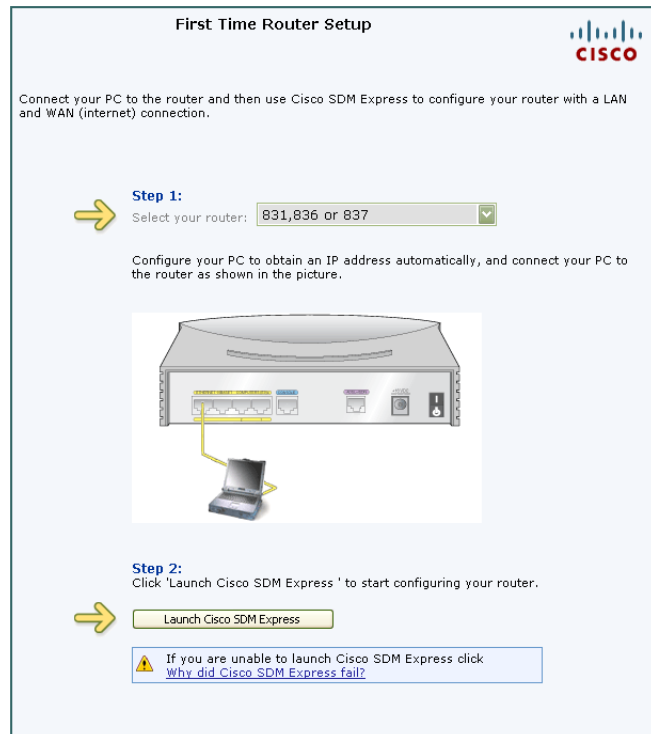 First Time Router Setup
CISCO
Connect your PC to the router and then use Cisco SDM Express to configure your router with a LAN
and WAN (internet) connection.
Step 1:
Select your router: 831,836 or 837
Configure your PC to obtain an IP address automatically, and connect your PC to
the router as shown in the picture.
Step 2:
Click 'Launch Cisco SDM Express ' to start configuring your router.
Launch Cisco SDM Express
If you are unable to launch Cisco SDM Express click
Why did Cisco SDM Express fail?